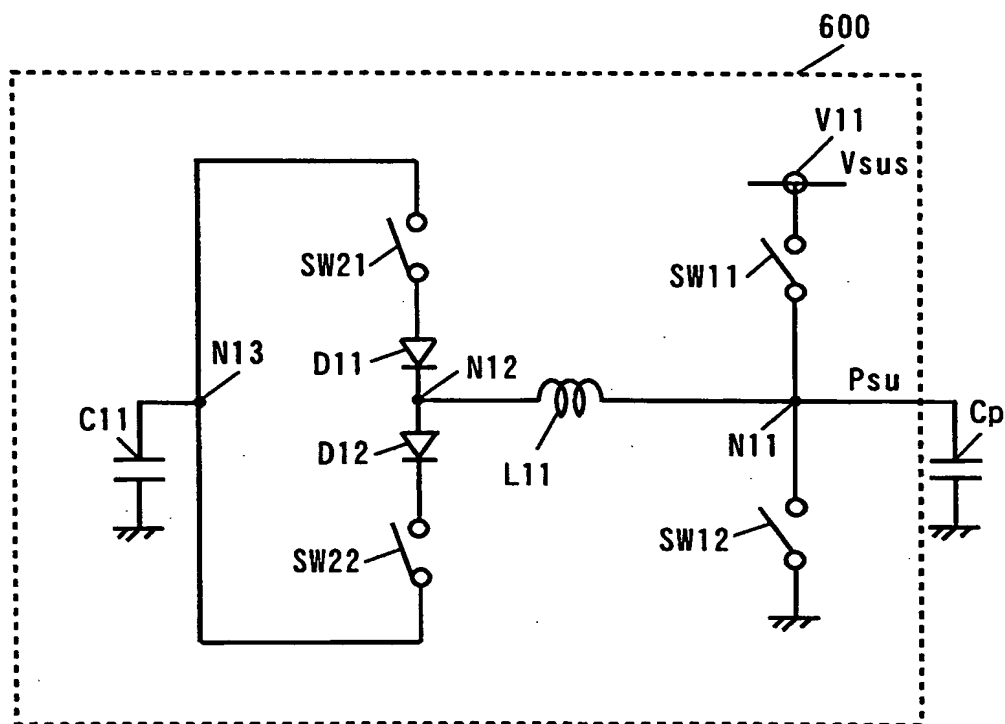 600
V11
Vsus
SW21
SW11
N13
D11
N12
Psu
C11
Cp
D12
L11
N11
SW22
SW12